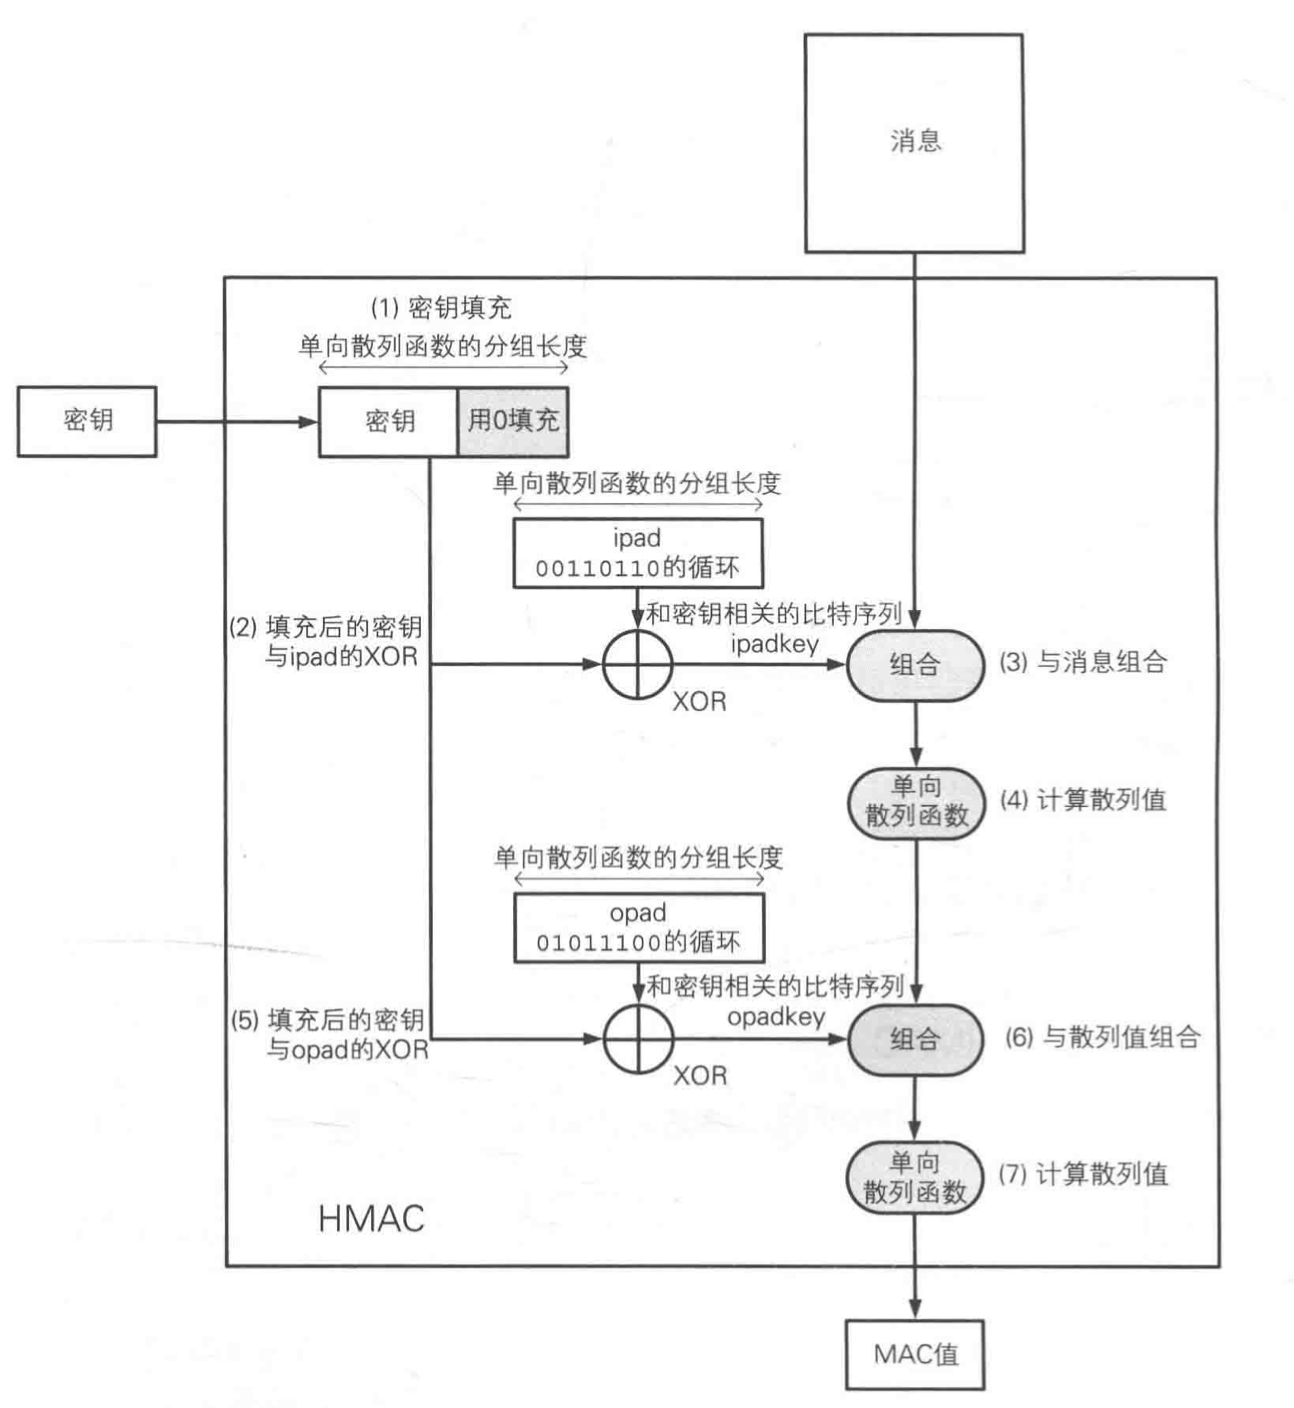 消息
(1) 密钥填充
单向散列函数的分组长度
密钥
密钥
用0填充
单向散列函数的分组长度
ipad
00110110的循环
(2) 填充后的密钥
与ipad的XOR
和密钥相关的比特序列
ipadkey
XOR
组合
(3) 与消息组合
单向
散列函数
(4) 计算散列值
单向散列函数的分组长度
opad
01011100的循环
(5) 填充后的密钥
与opad的XOR
和密钥相关的比特序列
opadkey
XOR
组合
(6) 与散列值组合
单向
散列函数
(7) 计算散列值
HMAC
MAC值